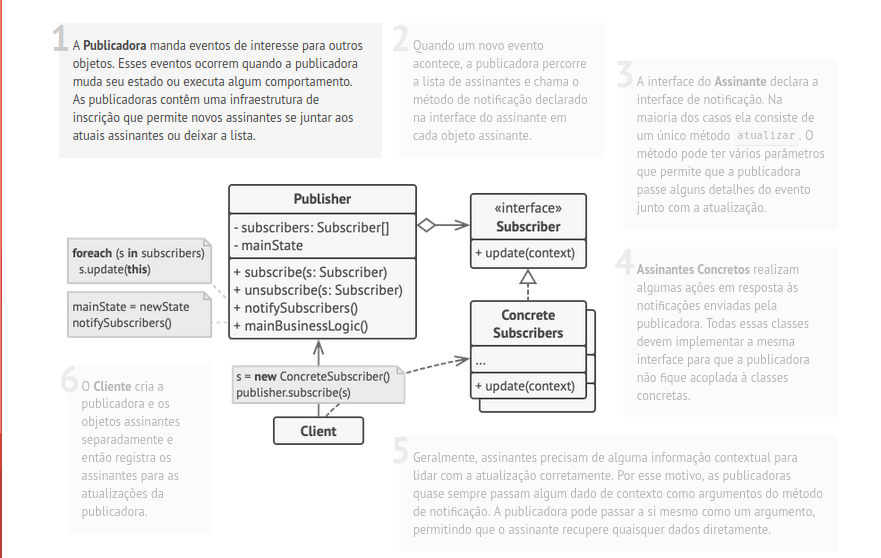 1
A Publicadora manda eventos de interesse para outros
objetos. Esses eventos ocorrem quando a publicadora
muda seu estado ou executa algum comportamento.
As publicadoras contêm uma infraestrutura de
inscrição que permite novos assinantes se juntar aos
atuais assinantes ou deixar a lista.
2
Quando um novo evento
acontece, a publicadora percorre
a lista de assinantes e chama o
método de notificação declarado
na interface do assinante em
cada objeto assinante.
3
A interface do Assinante declara a
interface de notificação. Na
maioria dos casos ela consiste de
um único método atualizar. O
método pode ter vários parâmetros
que permite que a publicadora
passe alguns detalhes do evento
junto com a atualização.
Publisher
- subscribers: Subscriber[]
- mainState
+ subscribe(s: Subscriber)
+ unsubscribe(s: Subscriber)
+ notifySubscribers()
+ mainBusinessLogic()
«interface»
Subscriber
+ update(context)
foreach (s in subscribers)
s.update(this)
mainState = newState
notifySubscribers()
4
Assinantes Concretos realizam
algumas ações em resposta às
notificações enviadas pela
publicadora. Todas essas classes
devem implementar a mesma
interface para que a publicadora
não fique acoplada à classes
concretas.
Concrete
Subscribers
...
+ update(context)
s = new ConcreteSubscriber()
publisher.subscribe(s)
Client
6
O Cliente cria a
publicadora e os
objetos assinantes
separadamente e
então registra os
assinantes para as
atualizações da
publicadora.
5
Geralmente, assinantes precisam de alguma informação contextual para
lidar com a atualização corretamente. Por esse motivo, as publicadoras
quase sempre passam algum dado de contexto como argumentos do método
de notificação. A publicadora pode passar a si mesmo como um argumento,
permitindo que o assinante recupere quaisquer dados diretamente.